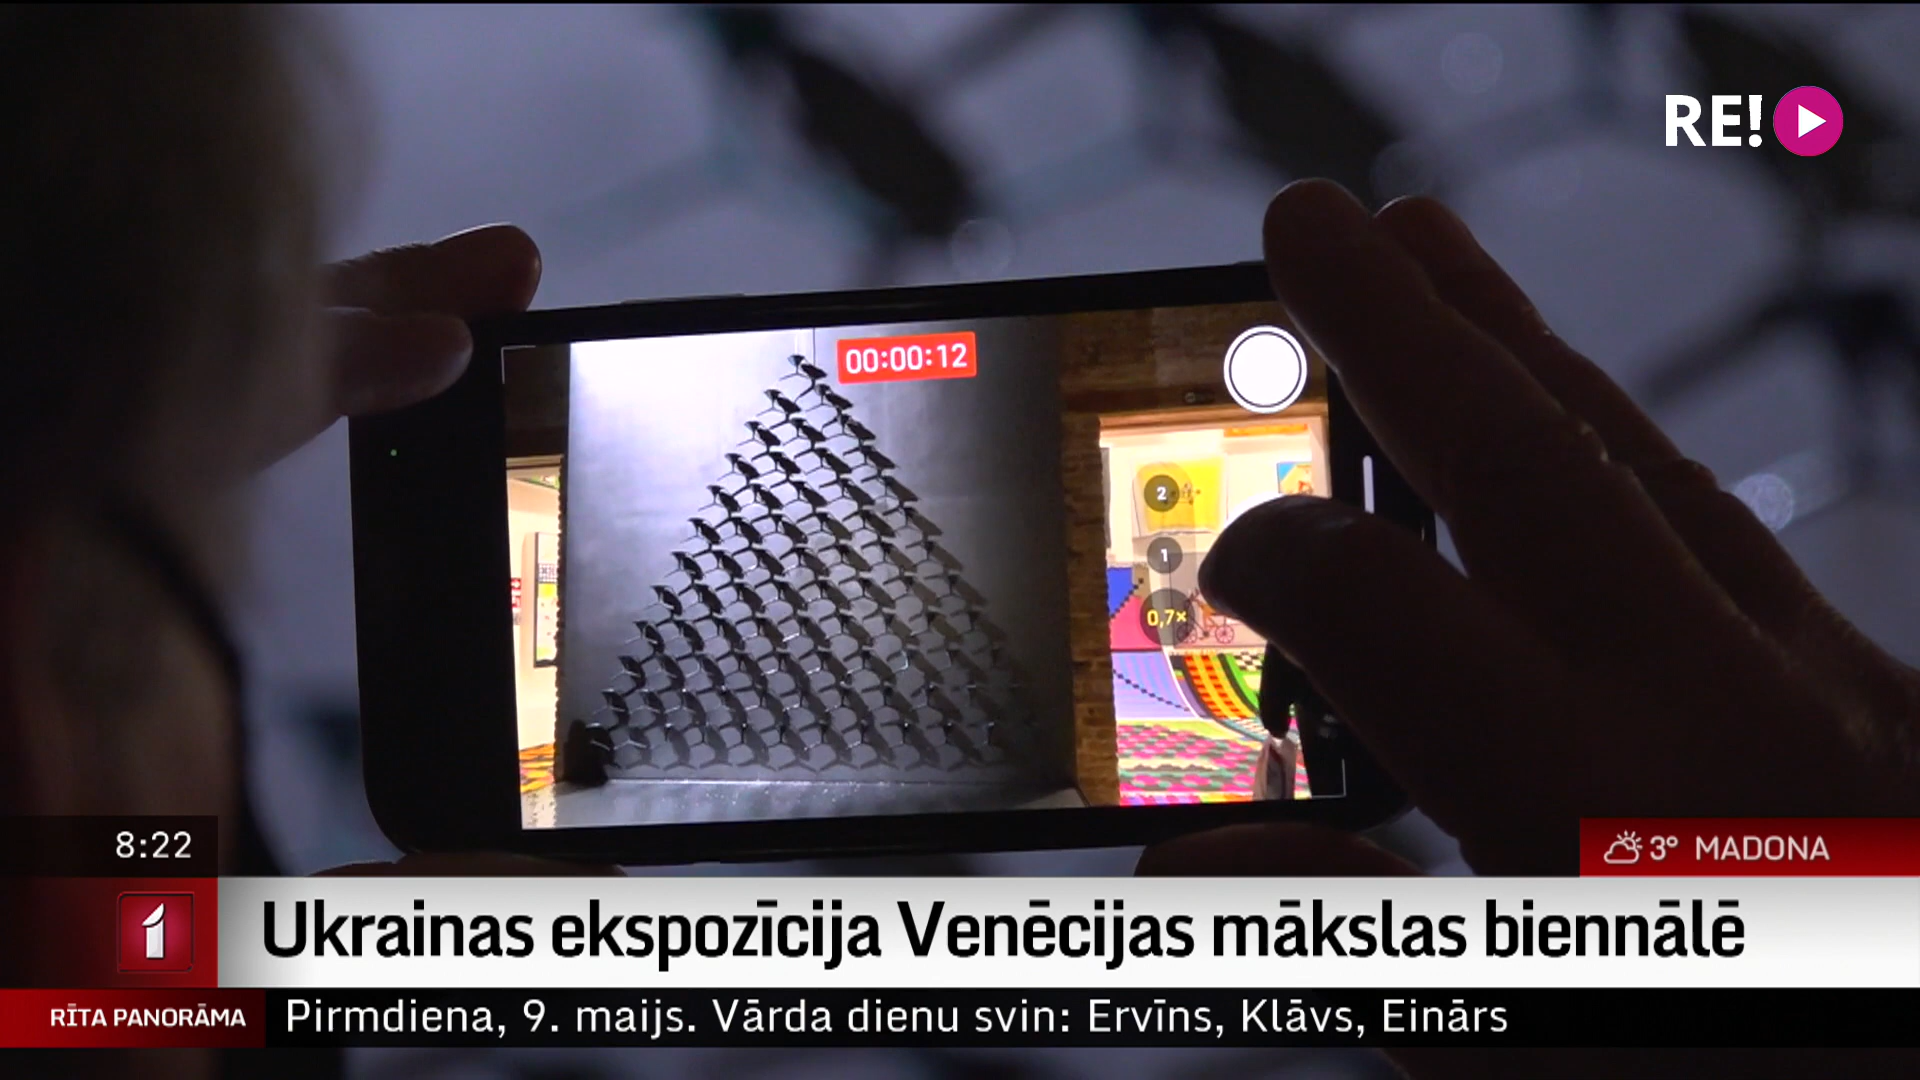 RE!
00:00:12
2
1
0,7×
8:22
3° MADONA
1
Ukrainas ekspozīcija Venēcijas mākslas biennālē
RĪTA PANORĀMA
Pirmdiena, 9. maijs. Vārda dienu svin: Ervīns, Klāvs, Einārs